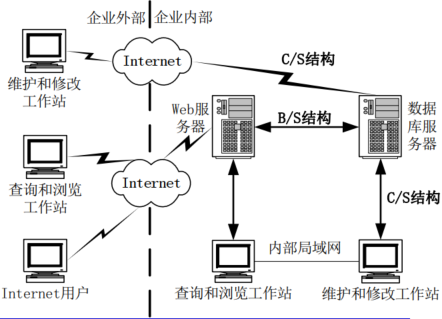 企业外部
企业内部
Internet
C/S结构
维护和修改
工作站
Web服
务器
B/S结构
数据
库服
务器
查询和浏览
工作站
Internet
C/S结构
内部局域网
Internet用户
查询和浏览工作站
维护和修改工作站